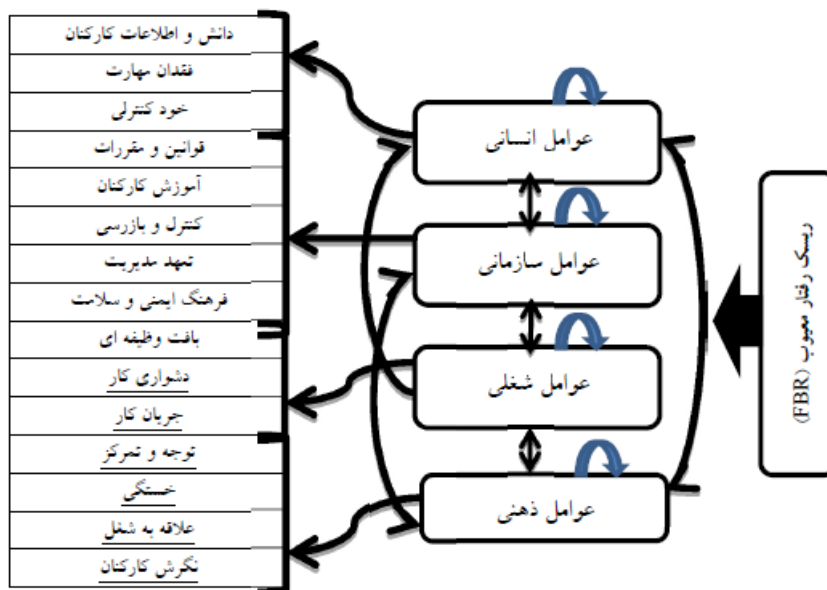 ریسک رفتار معیوب (FBR)
عوامل انسانی
عوامل سازمانی
عوامل شغلی
عوامل ذهنی
دانش و اطلاعات کارکنان
فقدان مهارت
خود کنترلی
قوانین و مقررات
آموزش کارکنان
کنترل و بازرسی
تعهد مدیریت
فرهنگ ایمنی و سلامت
بافت وظیفه ای
دشواری کار
جریان کار
توجه و تمرکز
خستگی
علاقه به شغل
نگرش کارکنان